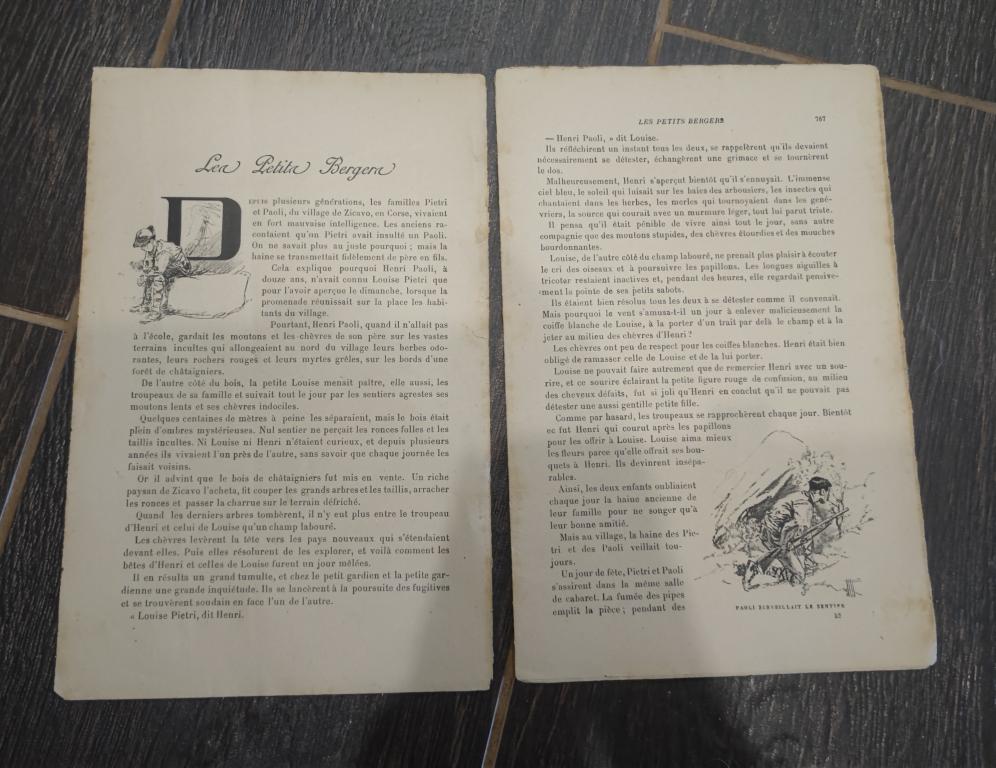 Les Petits Bergers
DEPUIS plusieurs générations, les familles Pietri
et Paoli, du village de Zicavo, en Corse, vivaient
en fort mauvaise intelligence. Les anciens ra-
contaient qu'un Pietri avait insulté un Paoli.
On ne savait plus au juste pourquoi ; mais la
haine se transmettait fidèlement de père en fils.
Cela explique pourquoi Henri Paoli, à
douze ans, n'avait connu Louise Pietri que
pour l'avoir aperçue le dimanche, lorsque la
promenade réunissait sur la place les habi-
tants du village.
Pourtant, Henri Paoli, quand il n'allait pas
à l'école, gardait les moutons et les chèvres de son père sur les vastes
terrains incultes qui allongeaient au nord du village leurs herbes odo-
rantes, leurs rochers rouges et leurs myrtes grêles, sur les bords d'une
forêt de châtaigniers.
De l'autre côté du bois, la petite Louise menait paître, elle aussi, les
troupeaux de sa famille et suivait tout le jour par les sentiers agrestes ses
moutons lents et ses chèvres indociles.
Quelques centaines de mètres à peine les séparaient, mais le bois était
plein d'ombres mystérieuses. Nul sentier ne perçait les ronces folles et les
taillis incultes. Ni Louise ni Henri n'étaient curieux, et depuis plusieurs
années ils vivaient l'un près de l'autre, sans savoir que chaque journée les
faisait voisins.
Or il advint que le bois de châtaigniers fut mis en vente. Un riche
paysan de Zicavo l'acheta, fit couper les grands arbres et les taillis, arracher
les ronces et passer la charrue sur le terrain défriché.
Quand les derniers arbres tombèrent, il n'y eut plus entre le troupeau
d'Henri et celui de Louise qu'un champ labouré.
Les chèvres levèrent la tête vers les pays nouveaux qui s'étendaient
devant elles. Puis elles résolurent de les explorer, et voilà comment les
bêtes d'Henri et celles de Louise furent un jour mêlées.
Il en résulta un grand tumulte, et chez le petit gardien et la petite gar-
dienne une grande inquiétude. Ils se lancèrent à la poursuite des fugitives
et se trouvèrent soudain en face l'un de l'autre.
« Louise Pietri, dit Henri.
LES PETITS BERGERS 767
— Henri Paoli, » dit Louise.
Ils réfléchirent un instant tous les deux, se rappelèrent qu'ils devaient
nécessairement se détester, échangèrent une grimace et se tournèrent
le dos.
Malheureusement, Henri s'aperçut bientôt qu'il s'ennuyait. L'immense
ciel bleu, le soleil qui luisait sur les baies des arbousiers, les insectes qui
chantaient dans les herbes, les merles qui tournoyaient dans les gené-
vriers, la source qui courait avec un murmure léger, tout lui parut triste.
Il pensa qu'il était pénible de vivre ainsi tout le jour, sans autre
compagnie que des moutons stupides, des chèvres étourdies et des mouches
bourdonnantes.
Louise, de l'autre côté du champ labouré, ne prenait plus plaisir à écouter
le cri des oiseaux et à poursuivre les papillons. Les longues aiguilles à
tricoter restaient inactives et, pendant des heures, elle regardait pensive-
ment la pointe de ses petits sabots.
Ils étaient bien résolus tous les deux à se détester comme il convenait.
Mais pourquoi le vent s'amusa-t-il un jour à enlever malicieusement la
coiffe blanche de Louise, à la porter d'un trait par delà le champ et à la
jeter au milieu des chèvres d'Henri ?
Les chèvres ont peu de respect pour les coiffes blanches. Henri était bien
obligé de ramasser celle de Louise et de la lui porter.
Louise ne pouvait faire autrement que de remercier Henri avec un sou-
rire, et ce sourire éclairant la petite figure rouge de confusion, au milieu
des cheveux défaits, fut si joli qu'Henri en conclut qu'il ne pouvait pas
détester une aussi gentille petite fille.
Comme par hasard, les troupeaux se rapprochèrent chaque jour. Bientôt
ce fut Henri qui courut après les papillons
pour les offrir à Louise. Louise aima mieux
les fleurs parce qu'elle offrait ses bou-
quets à Henri. Ils devinrent insépa-
rables.
Ainsi, les deux enfants oubliaient
chaque jour la haine ancienne de
leur famille pour ne songer qu'à
leur bonne amitié.
Mais au village, la haine des Pie-
tri et des Paoli veillait tou-
jours.
Un jour de fête, Pietri et Paoli
s'assirent dans la même salle
de cabaret. La fumée des pipes
emplit la pièce ; pendant des
PAOLI SURVEILLAIT LE SENTIER